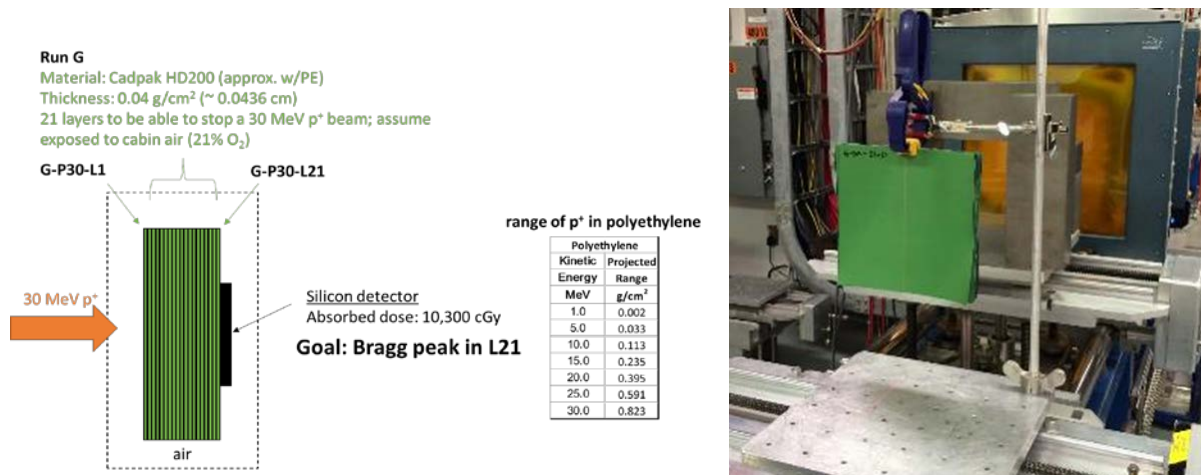 Run G
Material: Cadpak HD200 (approx. w/PE)
Thickness: 0.04 g/cm² (~ 0.0436 cm)
21 layers to be able to stop a 30 MeV p⁺ beam; assume
exposed to cabin air (21% O₂)
G-P30-L1
G-P30-L21
30 MeV p⁺
Silicon detector
Absorbed dose: 10,300 cGy
Goal: Bragg peak in L21
air
range of p⁺ in polyethylene
Polyethylene
Kinetic Projected
Energy Range
MeV g/cm²
1.0 0.002
5.0 0.033
10.0 0.113
15.0 0.235
20.0 0.395
25.0 0.591
30.0 0.823